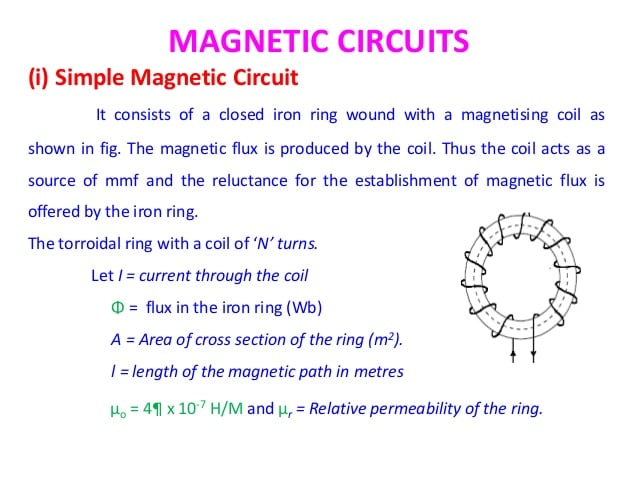 MAGNETIC CIRCUITS
(i) Simple Magnetic Circuit
It consists of a closed iron ring wound with a magnetising coil as
shown in fig. The magnetic flux is produced by the coil. Thus the coil acts as a
source of mmf and the reluctance for the establishment of magnetic flux is
offered by the iron ring.
The torroidal ring with a coil of ‘N’ turns.
Let I = current through the coil
Φ = flux in the iron ring (Wb)
A = Area of cross section of the ring (m²).
l = length of the magnetic path in metres
μₒ = 4¶ x 10⁻⁷ H/M and μᵣ = Relative permeability of the ring.